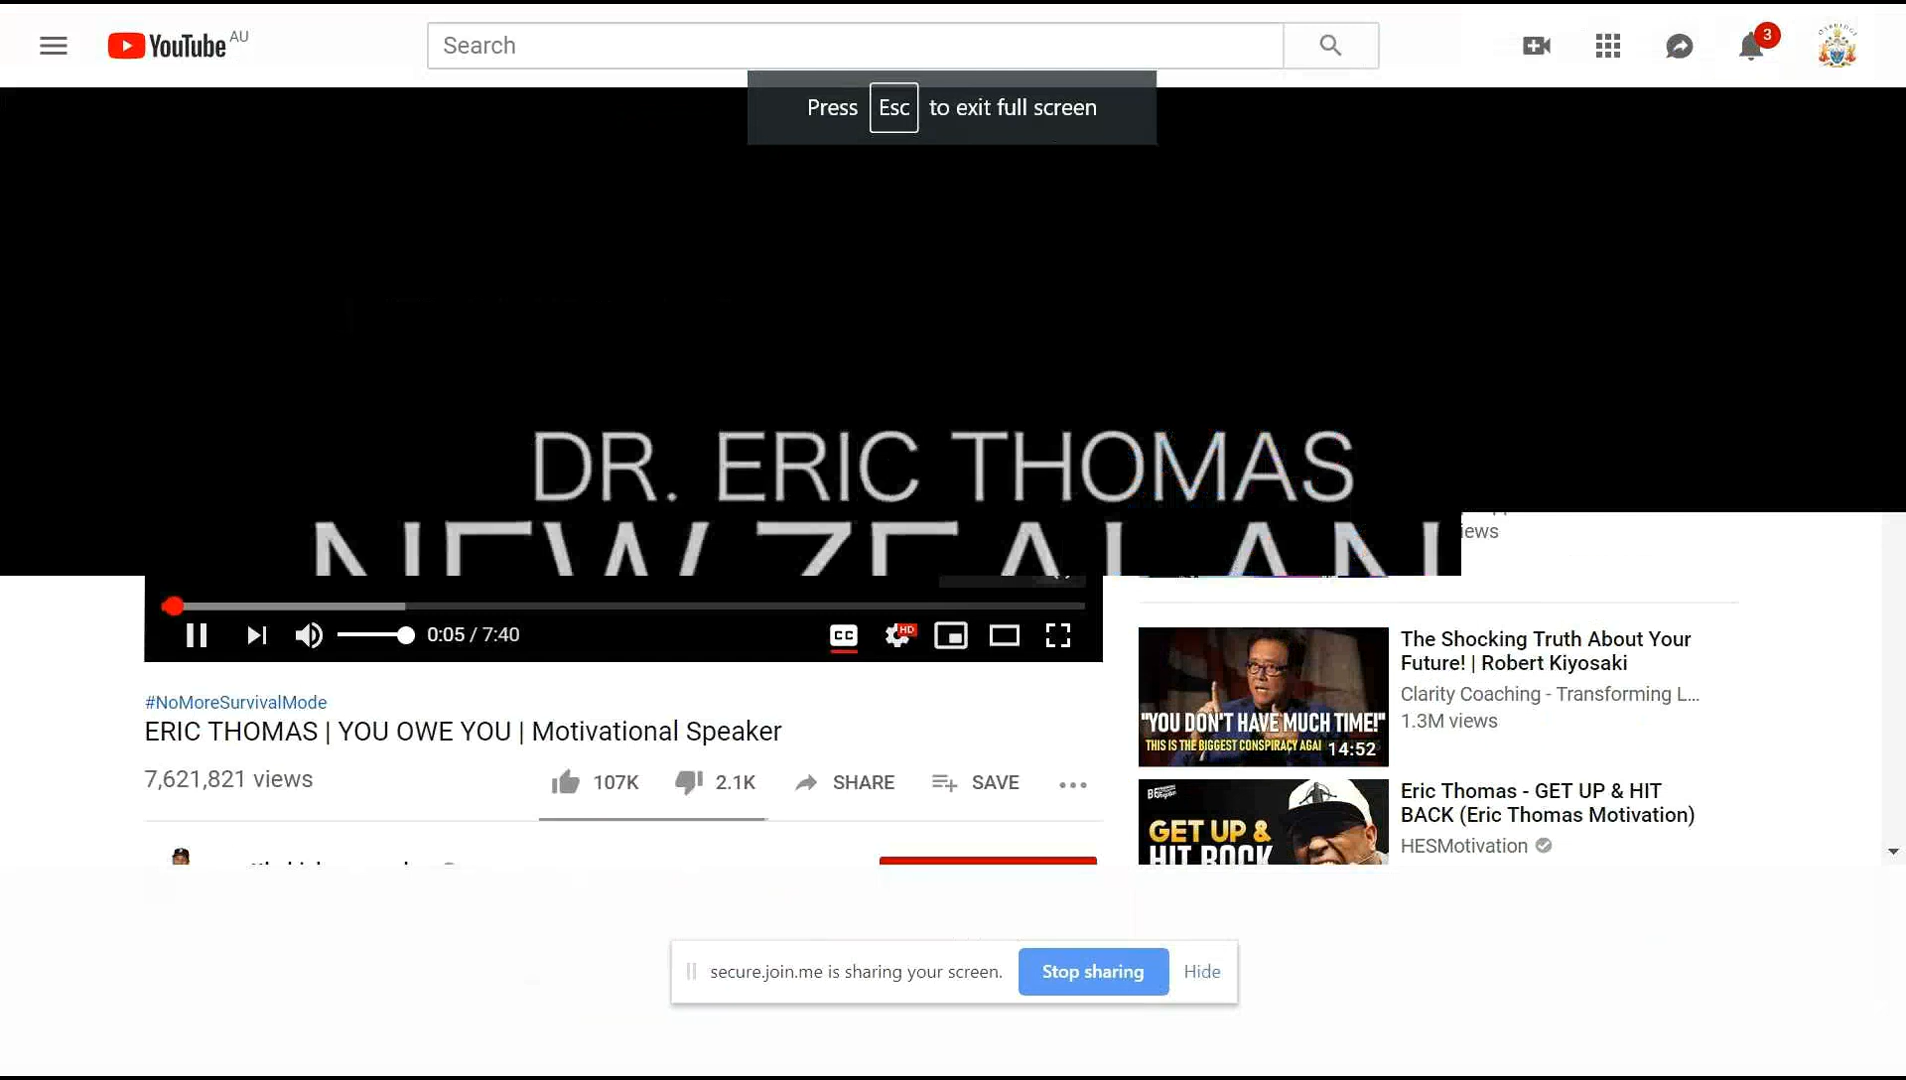 YouTube AU
Search
3
Press Esc to exit full screen
DR. ERIC THOMAS
NEW ZEALAN
iews
0:05 / 7:40
CC
HD
#NoMoreSurvivalMode
ERIC THOMAS | YOU OWE YOU | Motivational Speaker
7,621,821 views
107K
2.1K
SHARE
SAVE
"YOU DON'T HAVE MUCH TIME!"
THIS IS THE BIGGEST CONSPIRACY AGAI
14:52
The Shocking Truth About Your
Future! | Robert Kiyosaki
Clarity Coaching - Transforming L...
1.3M views
GET UP &
HIT BACK
Eric Thomas - GET UP & HIT
BACK (Eric Thomas Motivation)
HESMotivation
secure.join.me is sharing your screen.
Stop sharing
Hide